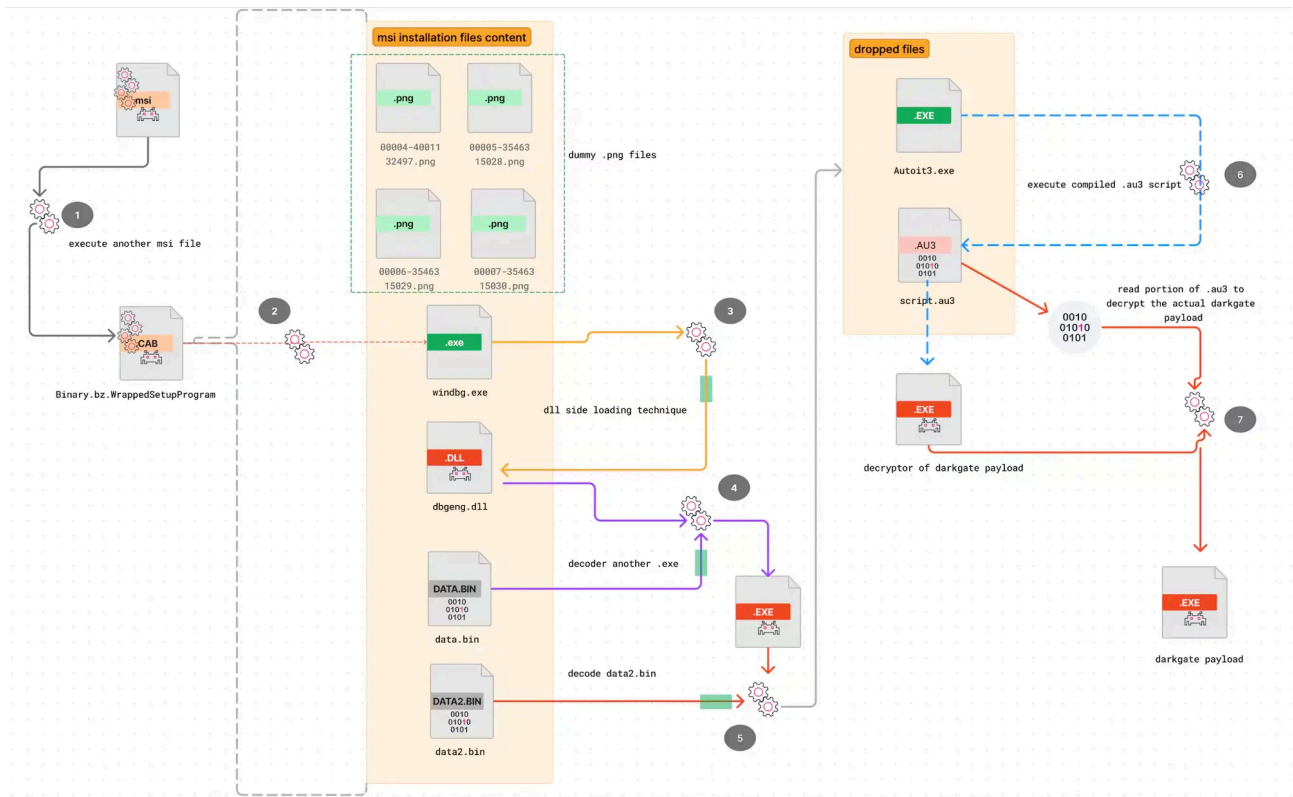 msi installation files content
dropped files
msi
.png
.png
00004-40011
32497.png
00005-35463
15028.png
dummy .png files
.png
.png
00006-35463
15029.png
00007-35463
15030.png
.EXE
Autoit3.exe
execute compiled .au3 script
6
1
execute another msi file
.AU3
0010
01010
0101
script.au3
read portion of .au3 to
decrypt the actual darkgate
payload
0010
01010
0101
2
3
.CAB
Binary.bz.WrappedSetupProgram
.exe
windbg.exe
dll side loading technique
.EXE
decryptor of darkgate payload
7
.DLL
dbgeng.dll
4
decoder another .exe
DATA.BIN
0010
01010
0101
data.bin
.EXE
.EXE
darkgate payload
decode data2.bin
DATA2.BIN
0010
01010
0101
data2.bin
5